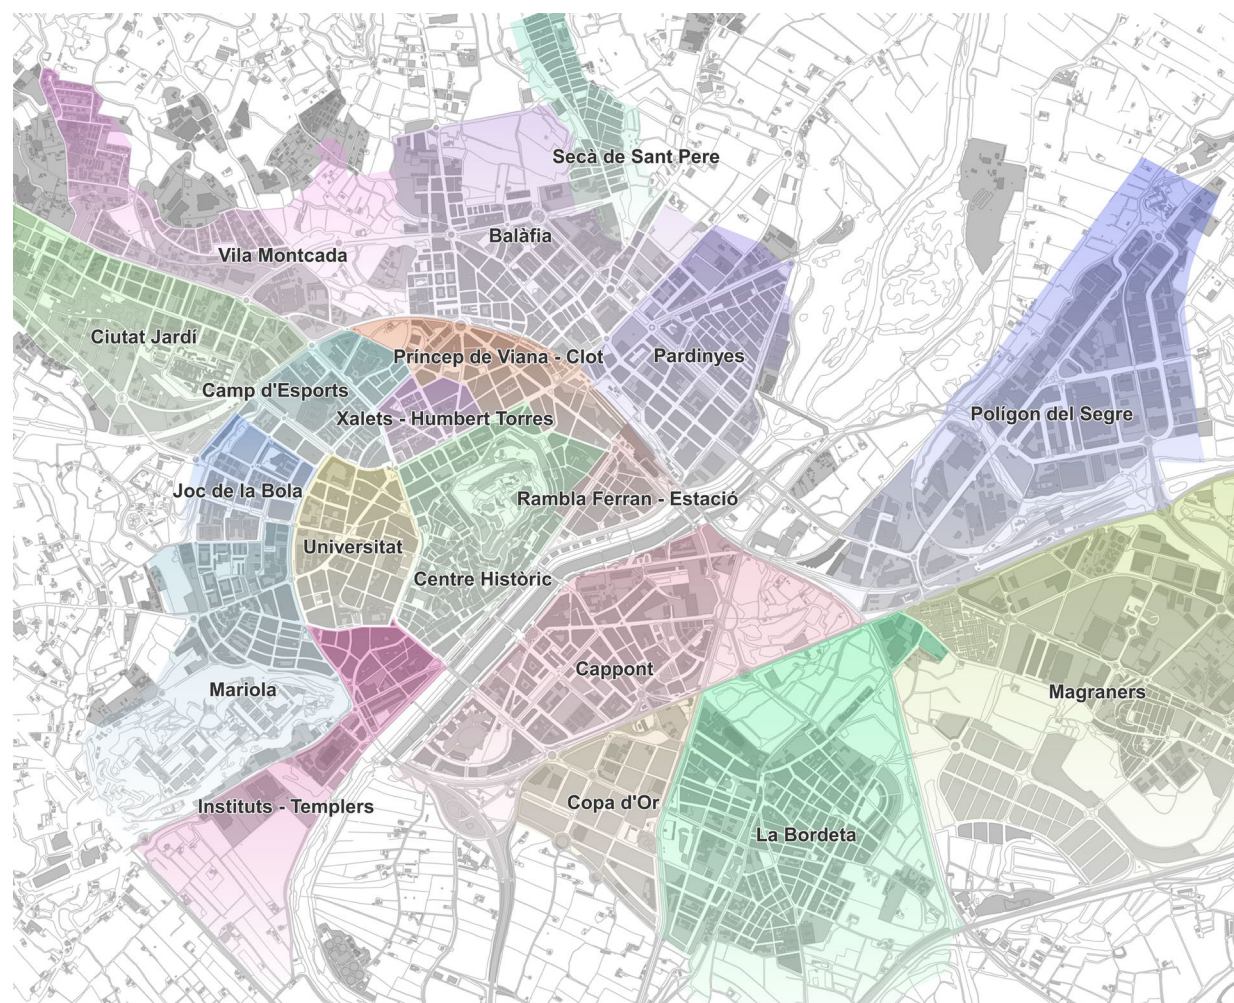 Secà de Sant Pere
Balàfia
Vila Montcada
Ciutat Jardí
Príncep de Viana - Clot
Pardinyes
Camp d'Esports
Xalets - Humbert Torres
Polígon del Segre
Joc de la Bola
Rambla Ferran - Estació
Universitat
Centre Històric
Cappont
Mariola
Magraners
Instituts - Templers
Copa d'Or
La Bordeta